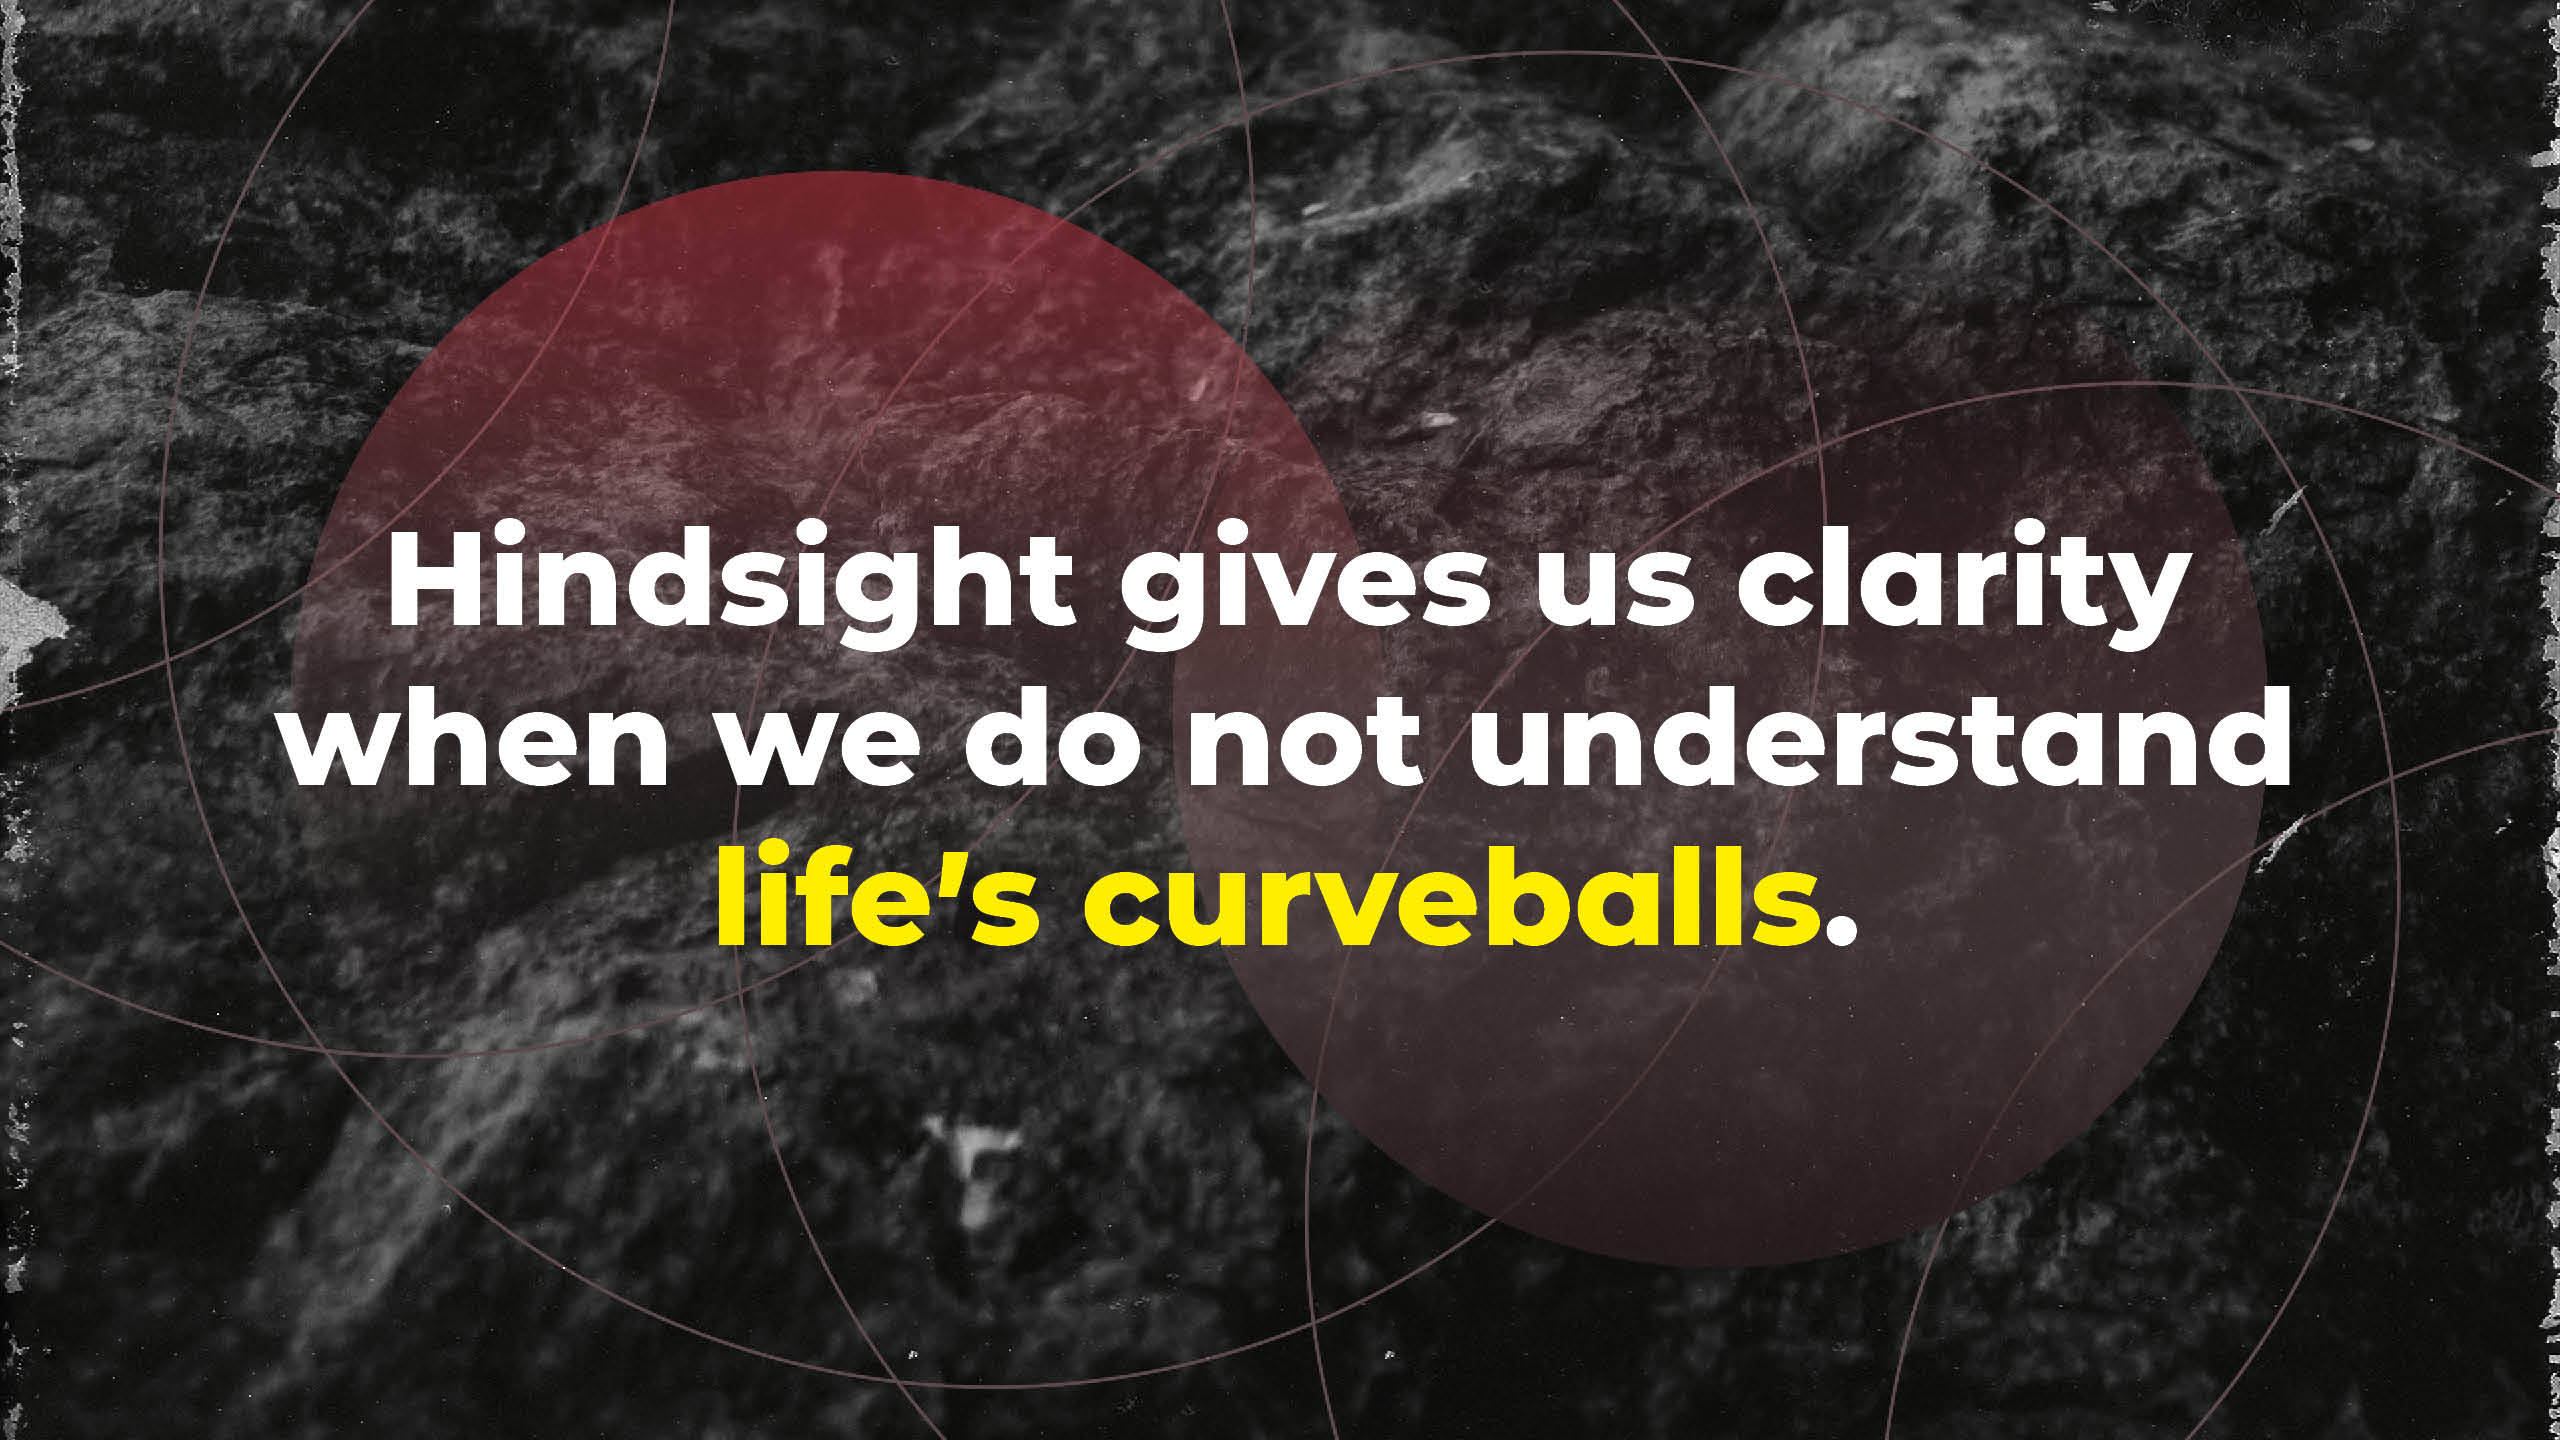 Hindsight gives us clarity
when we do not understand
life's curveballs.